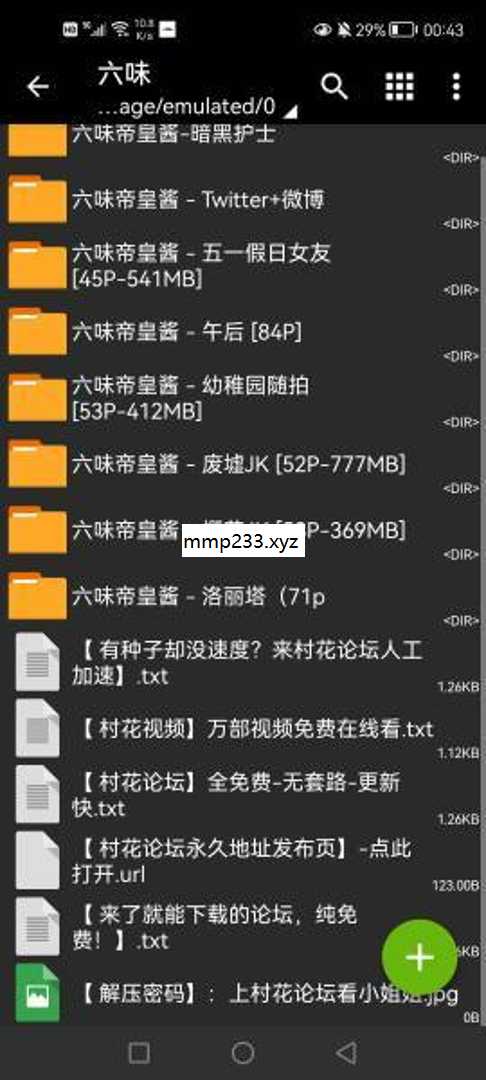 HD 5G 10.8 K/s 29% 00:43
六味
...age/emulated/0
六味帝皇酱-暗黑护士
<DIR>
六味帝皇酱 - Twitter+微博
<DIR>
六味帝皇酱 - 五一假日女友
[45P-541MB]
<DIR>
六味帝皇酱 - 午后 [84P]
<DIR>
六味帝皇酱 - 幼稚园随拍
[53P-412MB]
<DIR>
六味帝皇酱 - 废墟JK [52P-777MB]
<DIR>
六味帝皇酱 - P-369MB]
mmp233.xyz
<DIR>
六味帝皇酱 - 洛丽塔（71p
<DIR>
【 有种子却没速度？来村花论坛人工
加速】.txt
1.26KB
【 村花视频】万部视频免费在线看.txt
1.12KB
【 村花论坛】全免费-无套路-更新
快.txt
1.26KB
【 村花论坛永久地址发布页】-点此
打开.url
123.00B
【 来了就能下载的论坛，纯免
费！】.txt
KB
【 解压密码】：上村花论坛看小姐姐.jpg
0B